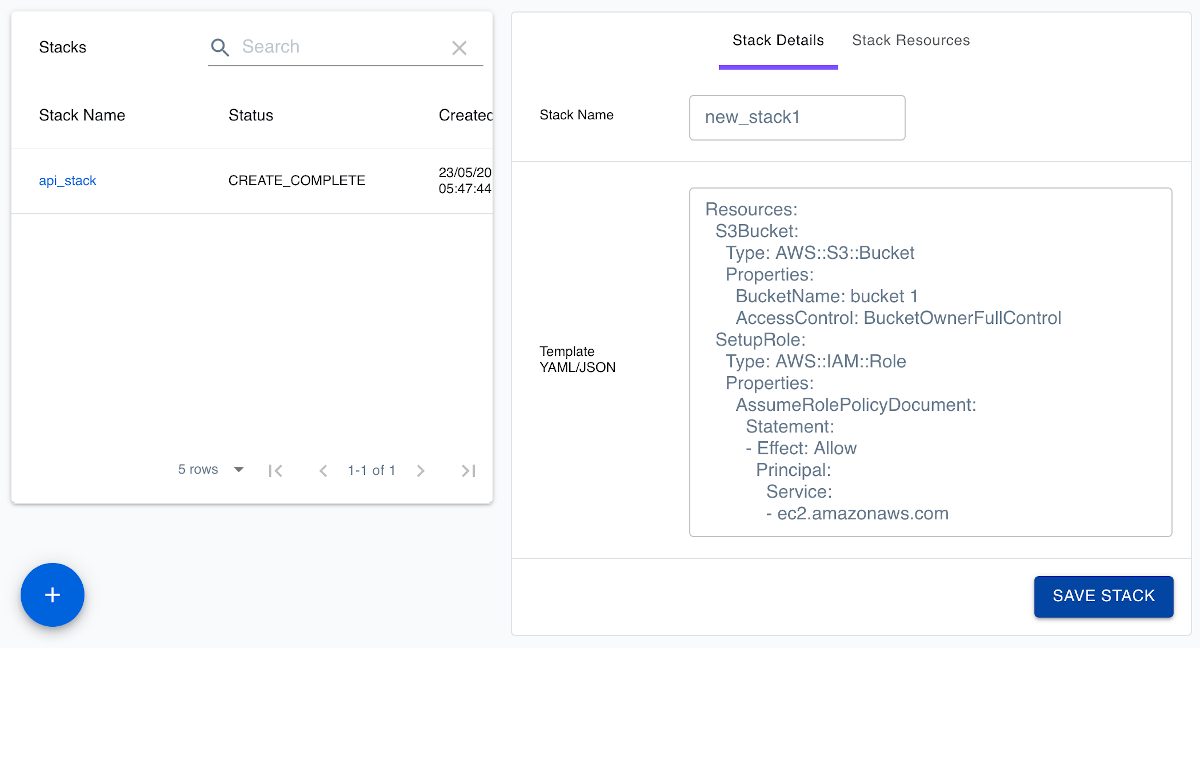 Stacks
Search
Stack Name Status Created
api_stack CREATE_COMPLETE 23/05/20
05:47:44
5 rows 1-1 of 1
+
Stack Details Stack Resources
Stack Name new_stack1
Template
YAML/JSON
Resources:
S3Bucket:
Type: AWS::S3::Bucket
Properties:
BucketName: bucket 1
AccessControl: BucketOwnerFullControl
SetupRole:
Type: AWS::IAM::Role
Properties:
AssumeRolePolicyDocument:
Statement:
- Effect: Allow
Principal:
Service:
- ec2.amazonaws.com
SAVE STACK